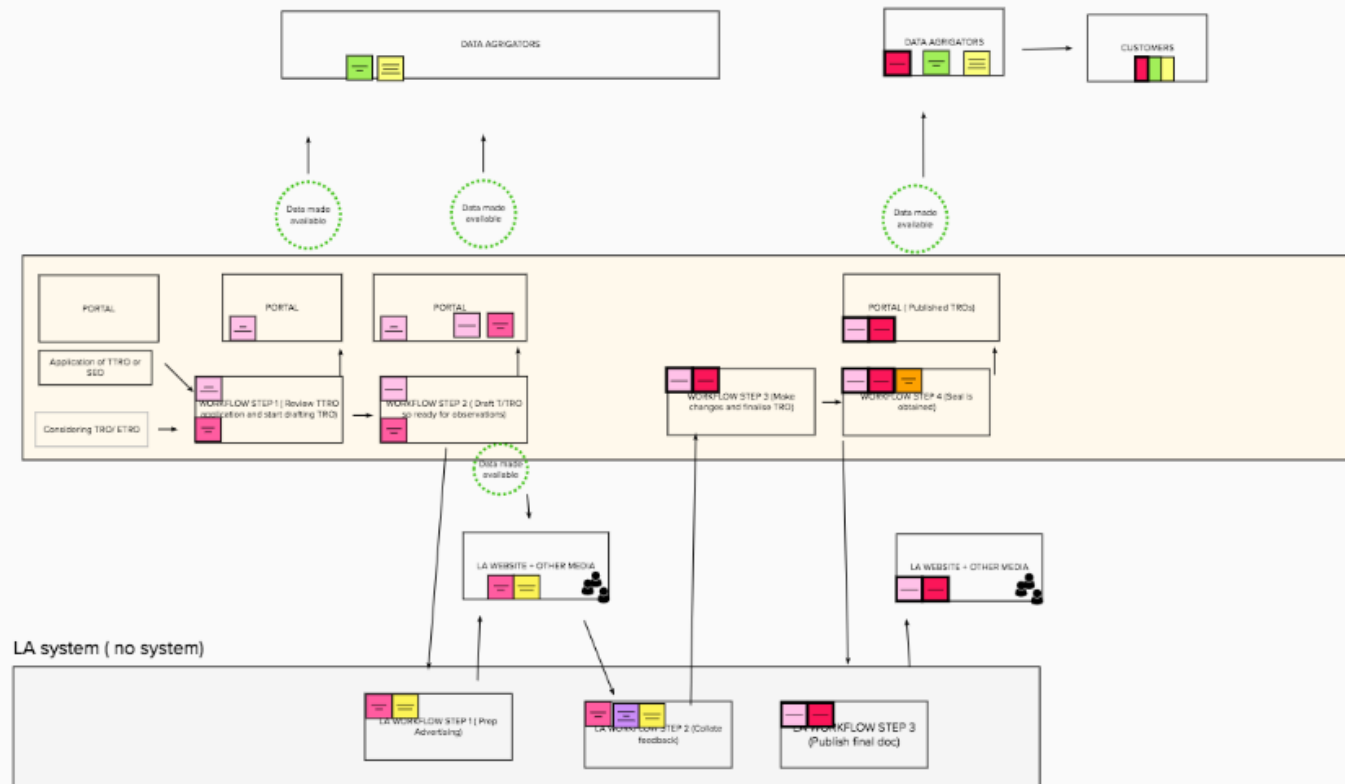 DATA AGRIGATORS
DATA AGRIGATORS
CUSTOMERS
Data made
available
Data made
available
Data made
available
PORTAL
PORTAL
PORTAL
PORTAL ( Published TROs)
Application of TTRO or
SEO
Considering TRO/ ETRO
WORKFLOW STEP 1 ( Review TTRO
application and start drafting TRO)
WORKFLOW STEP 2 ( Draft T/TRO
so ready for observations)
WORKFLOW STEP 3 (Make
changes and finalise TRO)
WORKFLOW STEP 4 (Seal is
obtained)
Data made
available
LA WEBSITE + OTHER MEDIA
LA WEBSITE + OTHER MEDIA
LA system ( no system)
LA WORKFLOW STEP 1 ( Prep
Advertising)
LA WORKFLOW STEP 2 (Collate
feedback)
LA WORKFLOW STEP 3
(Publish final doc)